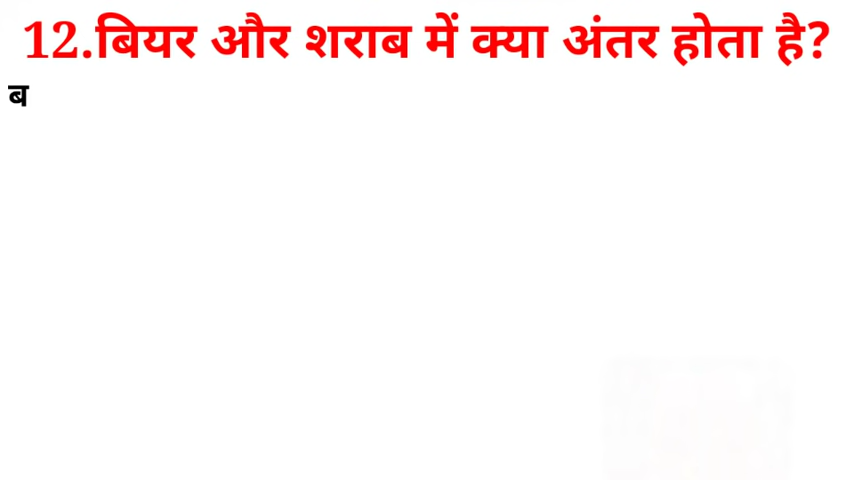 12.बियर और शराब में क्या अंतर होता है?
ब